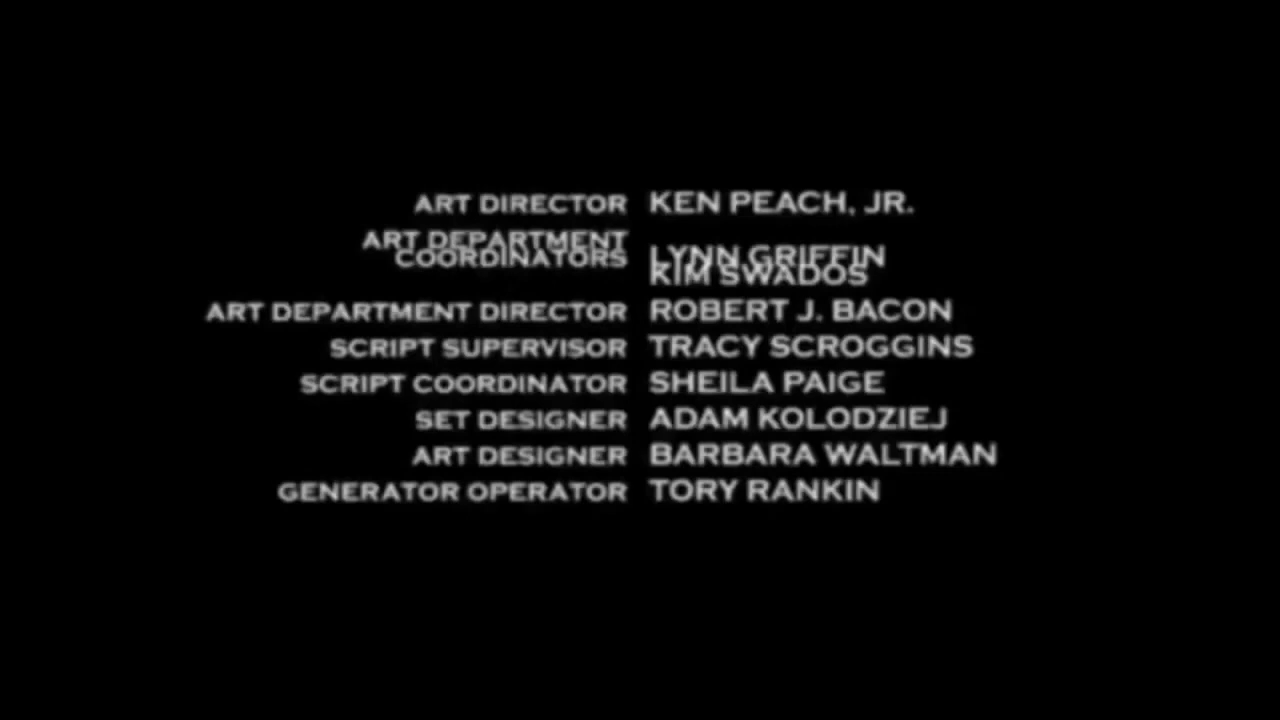 ART DIRECTOR KEN PEACH, JR.
ART DEPARTMENT
COORDINATORS LYNN GRIFFIN
KIM SWADOS
ART DEPARTMENT DIRECTOR ROBERT J. BACON
SCRIPT SUPERVISOR TRACY SCROGGINS
SCRIPT COORDINATOR SHEILA PAIGE
SET DESIGNER ADAM KOLODZIEJ
ART DESIGNER BARBARA WALTMAN
GENERATOR OPERATOR TORY RANKIN